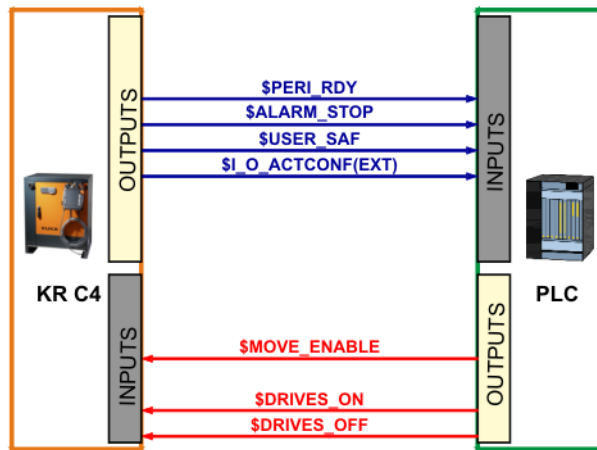 $PERI_RDY
$ALARM_STOP
$USER_SAF
$I_O_ACTCONF(EXT)
OUTPUTS
INPUTS
KR C4
PLC
INPUTS
OUTPUTS
$MOVE_ENABLE
$DRIVES_ON
$DRIVES_OFF